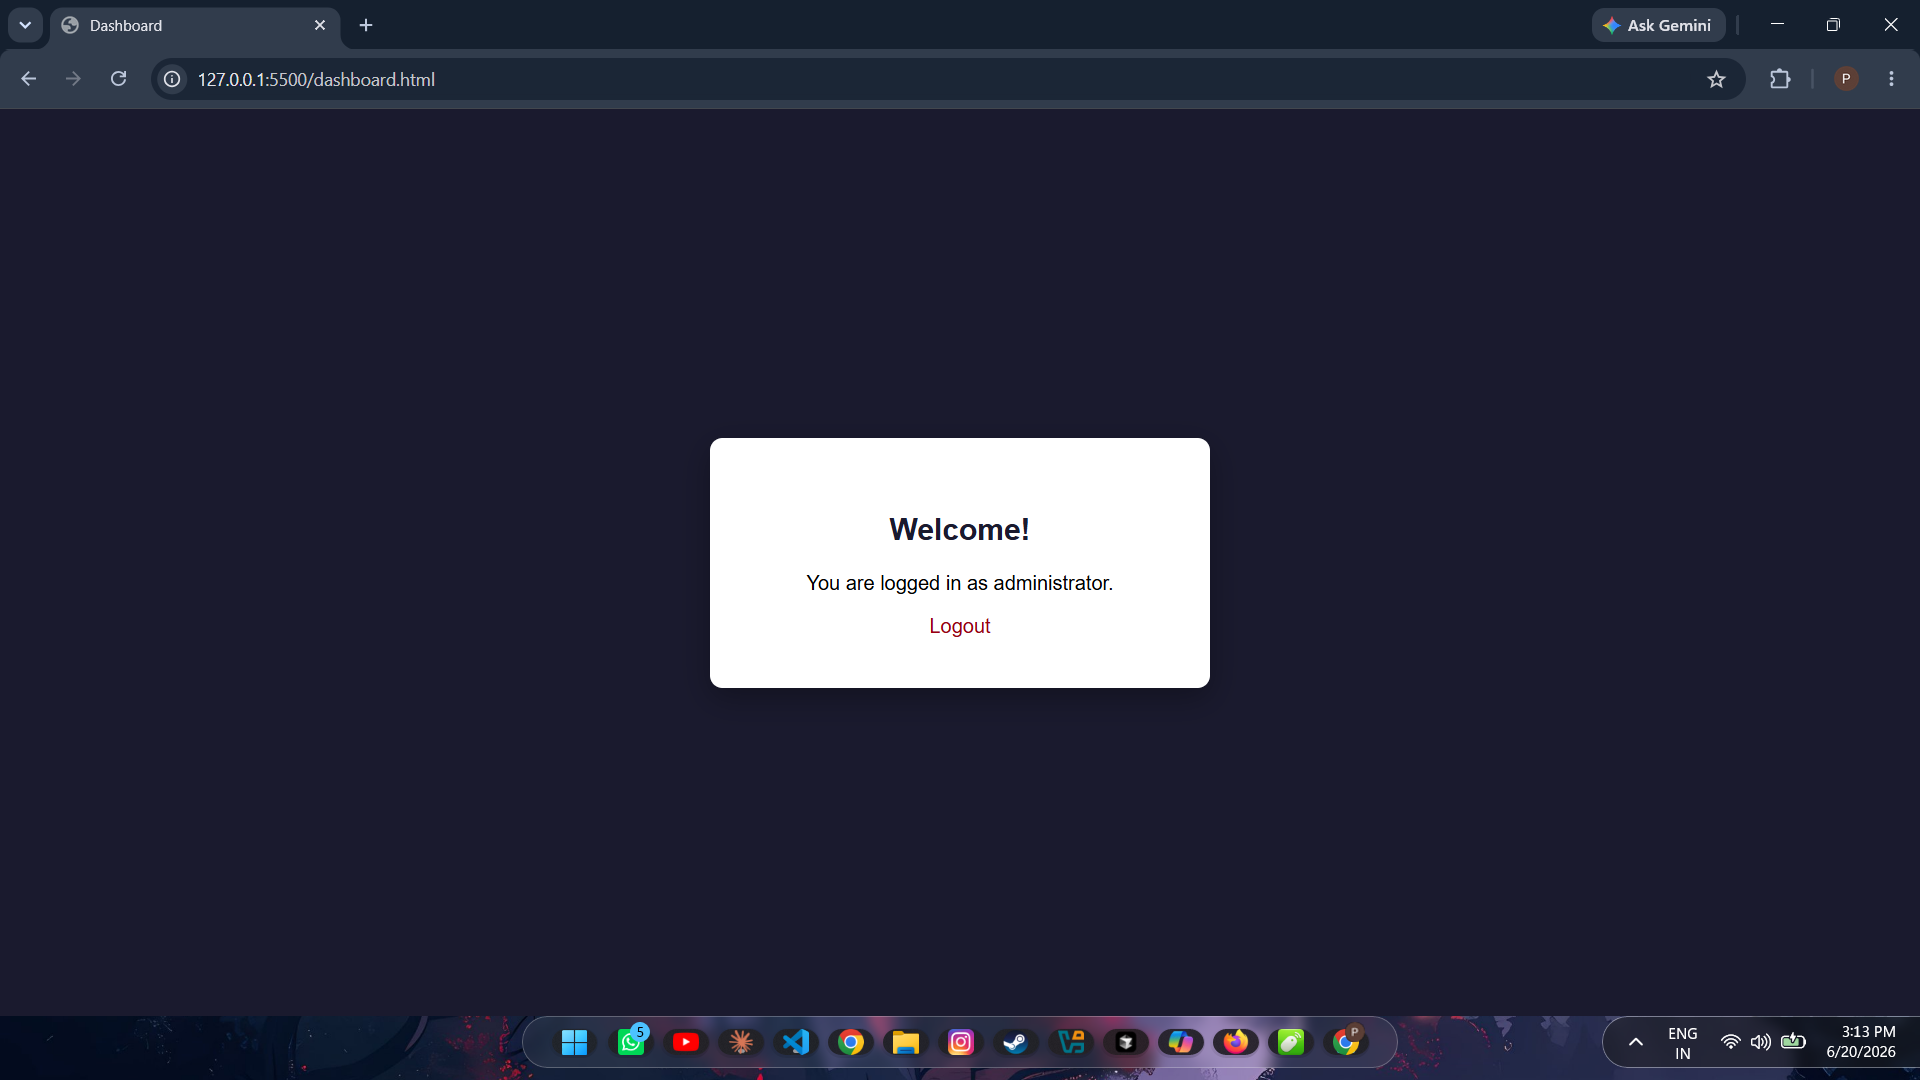 Dashboard
Ask Gemini
127.0.0.1:5500/dashboard.html
P
Welcome!
You are logged in as administrator.
Logout
5
P
ENG
IN
3:13 PM
6/20/2026